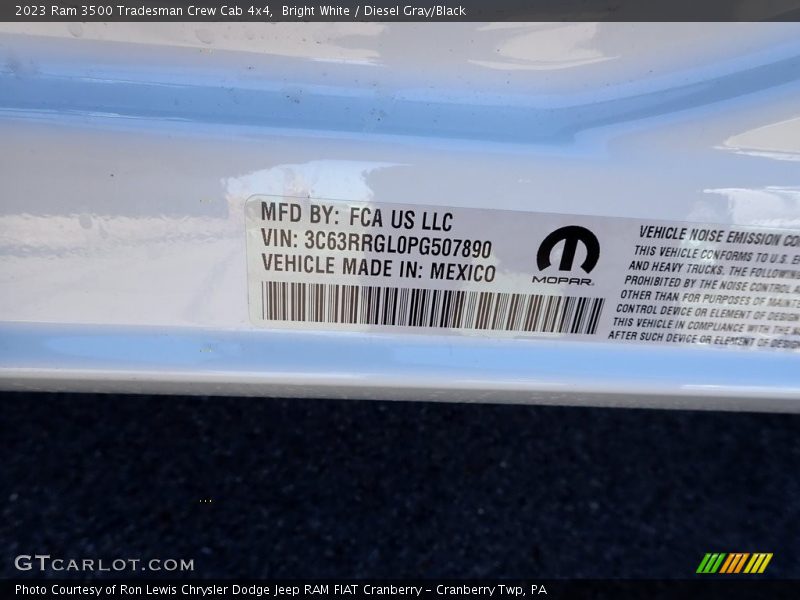 2023 Ram 3500 Tradesman Crew Cab 4x4, Bright White / Diesel Gray/Black
MFD BY: FCA US LLC
VIN: 3C63RRGL0PG507890
VEHICLE MADE IN: MEXICO
MOPAR
VEHICLE NOISE EMISSION CO
THIS VEHICLE CONFORMS TO U.S. E
AND HEAVY TRUCKS. THE FOLLOWING
PROHIBITED BY THE NOISE CONTROL A
OTHER THAN FOR PURPOSES OF MAINTE
CONTROL DEVICE OR ELEMENT OF DESIGN
THIS VEHICLE IN COMPLIANCE WITH THE
AFTER SUCH DEVICE OR ELEMENT OF DESIGN
GTCARLOT.COM
Photo Courtesy of Ron Lewis Chrysler Dodge Jeep RAM FIAT Cranberry - Cranberry Twp, PA